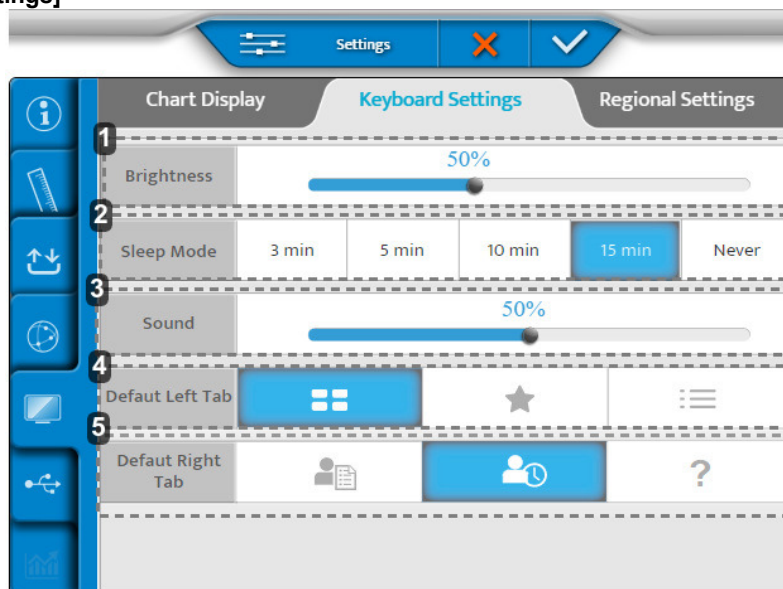 ings]
Settings
Chart Display Keyboard Settings Regional Settings
1
50%
Brightness
2
Sleep Mode 3 min 5 min 10 min 15 min Never
3
50%
Sound
4
Defaut Left Tab
5
Defaut Right
Tab ?